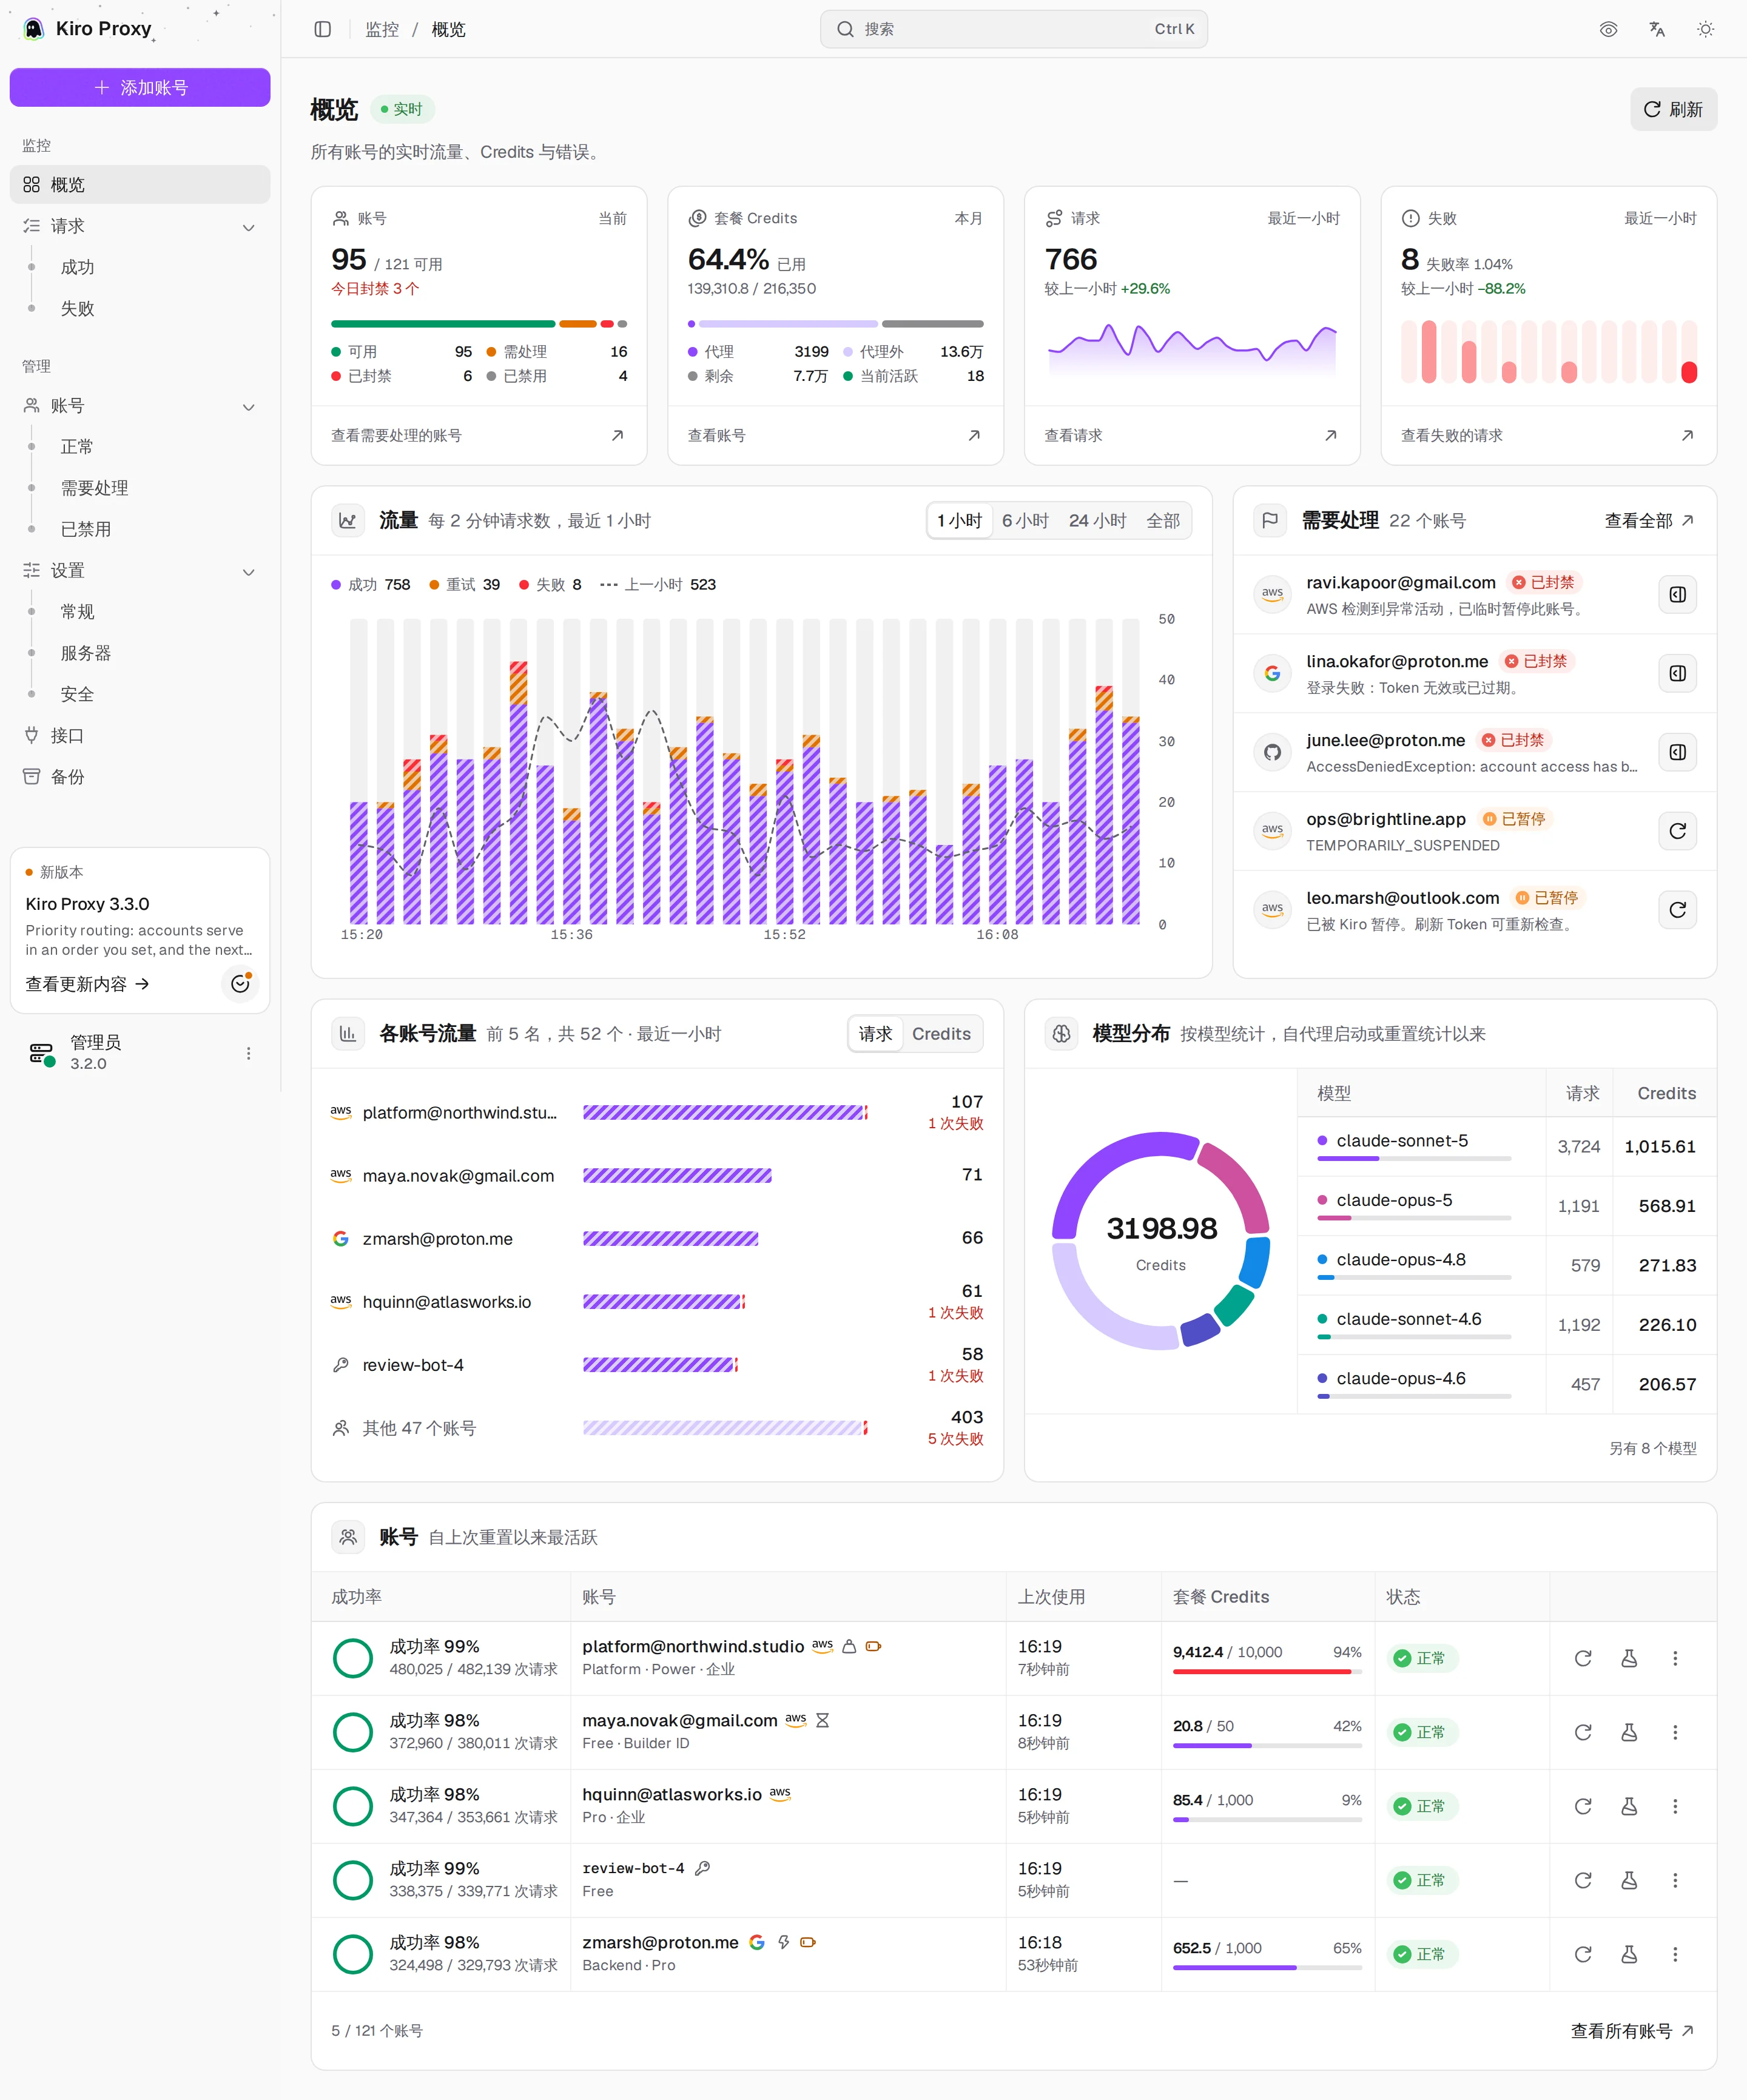 Kiro Proxy
添加账号
监控
概览
请求
成功
失败
管理
账号
正常
需要处理
已禁用
设置
常规
服务器
安全
接口
备份
新版本
Kiro Proxy 3.3.0
Priority routing: accounts serve
in an order you set, and the next…
查看更新内容
管理员
3.2.0
监控 / 概览
搜索 Ctrl K
概览 实时
刷新
所有账号的实时流量、Credits 与错误。
账号 当前
95 / 121 可用
今日封禁 3 个
可用 95 需处理 16
已封禁 6 已禁用 4
查看需要处理的账号
套餐 Credits 本月
64.4% 已用
139,310.8 / 216,350
代理 3199 代理外 13.6万
剩余 7.7万 当前活跃 18
查看账号
请求 最近一小时
766
较上一小时 +29.6%
查看请求
失败 最近一小时
8 失败率 1.04%
较上一小时 -88.2%
查看失败的请求
流量 每 2 分钟请求数，最近 1 小时
1 小时 6 小时 24 小时 全部
成功 758 重试 39 失败 8 上一小时 523
50
40
30
20
10
0
15:20 15:36 15:52 16:08
需要处理 22 个账号 查看全部
aws ravi.kapoor@gmail.com 已封禁
AWS 检测到异常活动，已临时暂停此账号。
lina.okafor@proton.me 已封禁
登录失败：Token 无效或已过期。
june.lee@proton.me 已封禁
AccessDeniedException: account access has b…
aws ops@brightline.app 已暂停
TEMPORARILY_SUSPENDED
aws leo.marsh@outlook.com 已暂停
已被 Kiro 暂停。刷新 Token 可重新检查。
各账号流量 前 5 名，共 52 个 · 最近一小时
请求 Credits
aws platform@northwind.stu… 107
1 次失败
aws maya.novak@gmail.com 71
zmarsh@proton.me 66
aws hquinn@atlasworks.io 61
1 次失败
review-bot-4 58
1 次失败
其他 47 个账号 403
5 次失败
模型分布 按模型统计，自代理启动或重置统计以来
3198.98
Credits
模型 请求 Credits
claude-sonnet-5 3,724 1,015.61
claude-opus-5 1,191 568.91
claude-opus-4.8 579 271.83
claude-sonnet-4.6 1,192 226.10
claude-opus-4.6 457 206.57
另有 8 个模型
账号 自上次重置以来最活跃
成功率 账号 上次使用 套餐 Credits 状态
成功率 99% platform@northwind.studio aws 16:19 9,412.4 / 10,000 94% 正常
480,025 / 482,139 次请求 Platform · Power · 企业 7秒钟前
成功率 98% maya.novak@gmail.com aws 16:19 20.8 / 50 42% 正常
372,960 / 380,011 次请求 Free · Builder ID 8秒钟前
成功率 98% hquinn@atlasworks.io aws 16:19 85.4 / 1,000 9% 正常
347,364 / 353,661 次请求 Pro · 企业 5秒钟前
成功率 99% review-bot-4 16:19 — 正常
338,375 / 339,771 次请求 Free 5秒钟前
成功率 98% zmarsh@proton.me 16:18 652.5 / 1,000 65% 正常
324,498 / 329,793 次请求 Backend · Pro 53秒钟前
5 / 121 个账号 查看所有账号